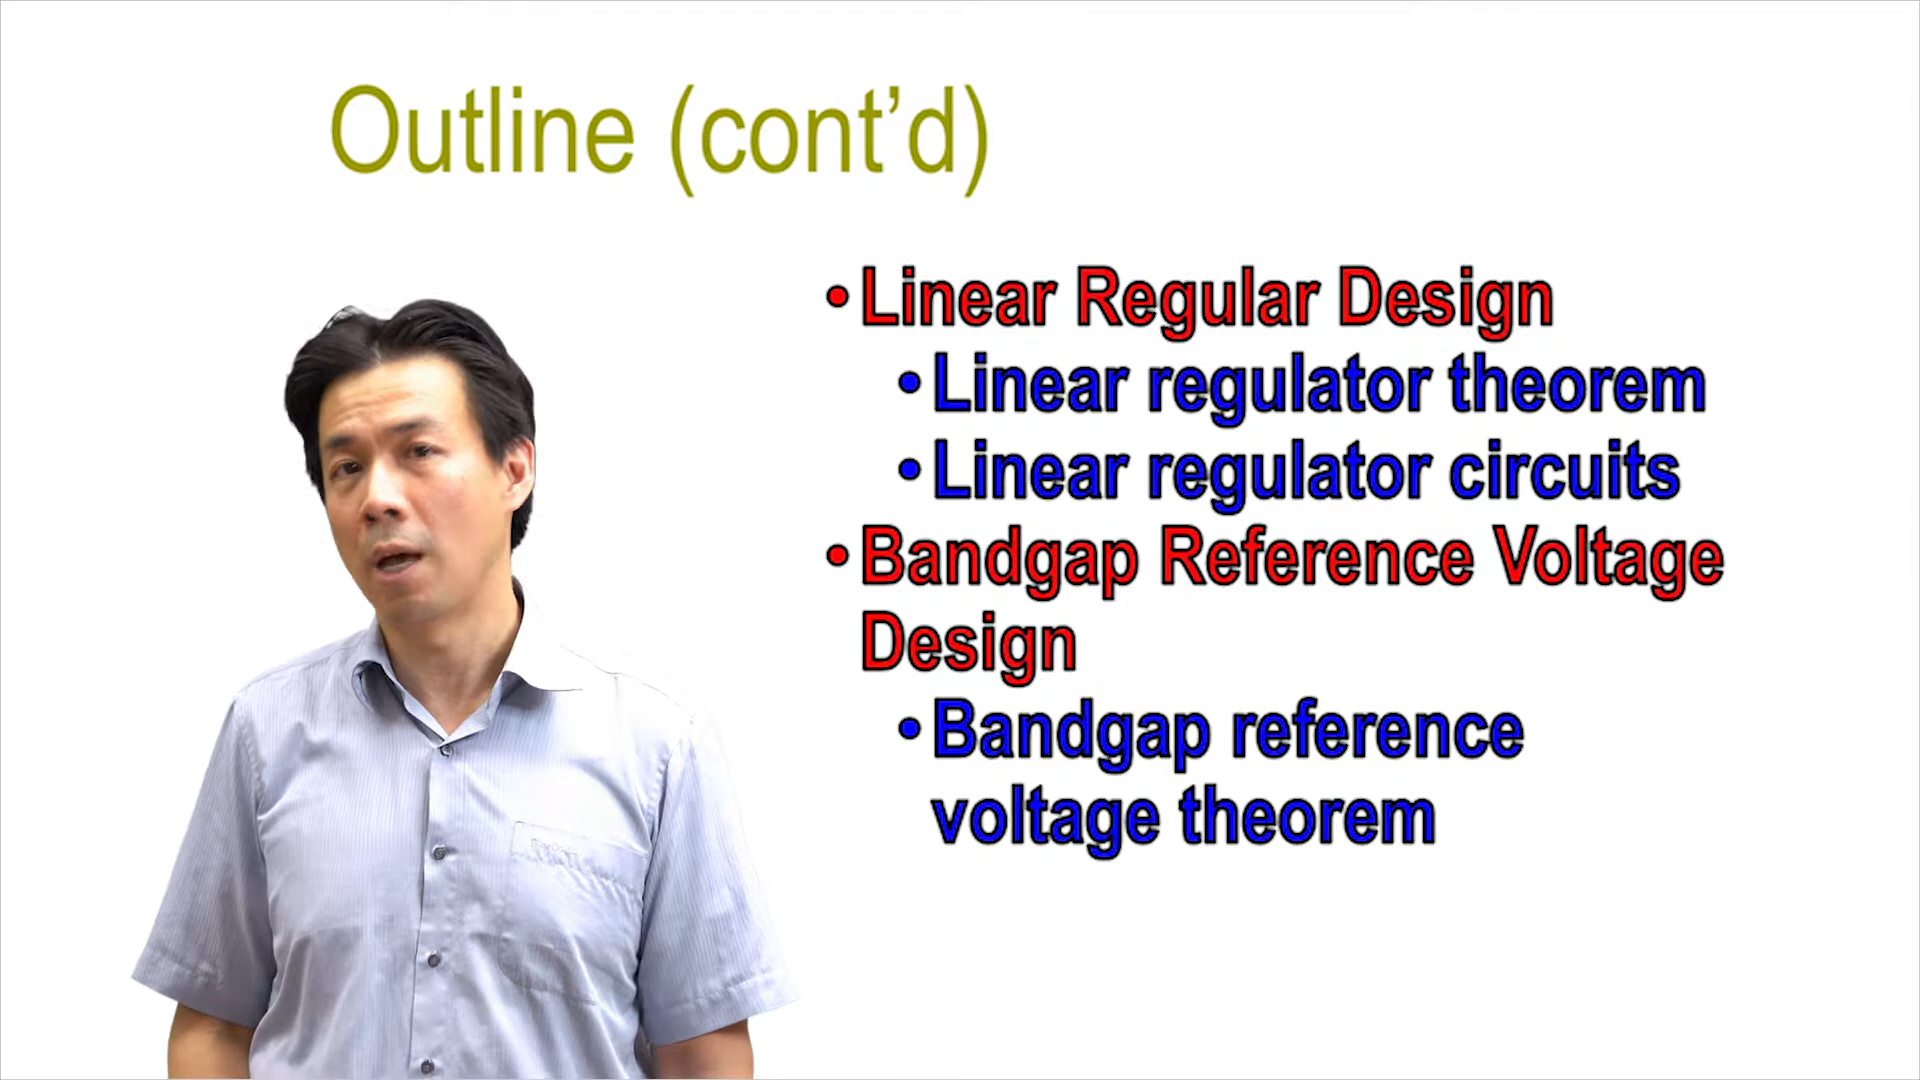 Outline (cont’d)
•Linear Regular Design
•Linear regulator theorem
•Linear regulator circuits
•Bandgap Reference Voltage
Design
•Bandgap reference
voltage theorem